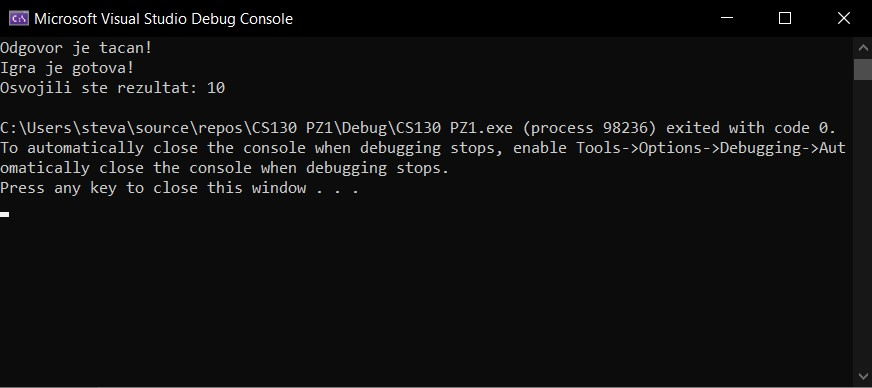 Microsoft Visual Studio Debug Console
Odgovor je tacan!
Igra je gotova!
Osvojili ste rezultat: 10
C:\Users\steva\source\repos\CS130 PZ1\Debug\CS130 PZ1.exe (process 98236) exited with code 0.
To automatically close the console when debugging stops, enable Tools->Options->Debugging->Aut
omatically close the console when debugging stops.
Press any key to close this window . . .